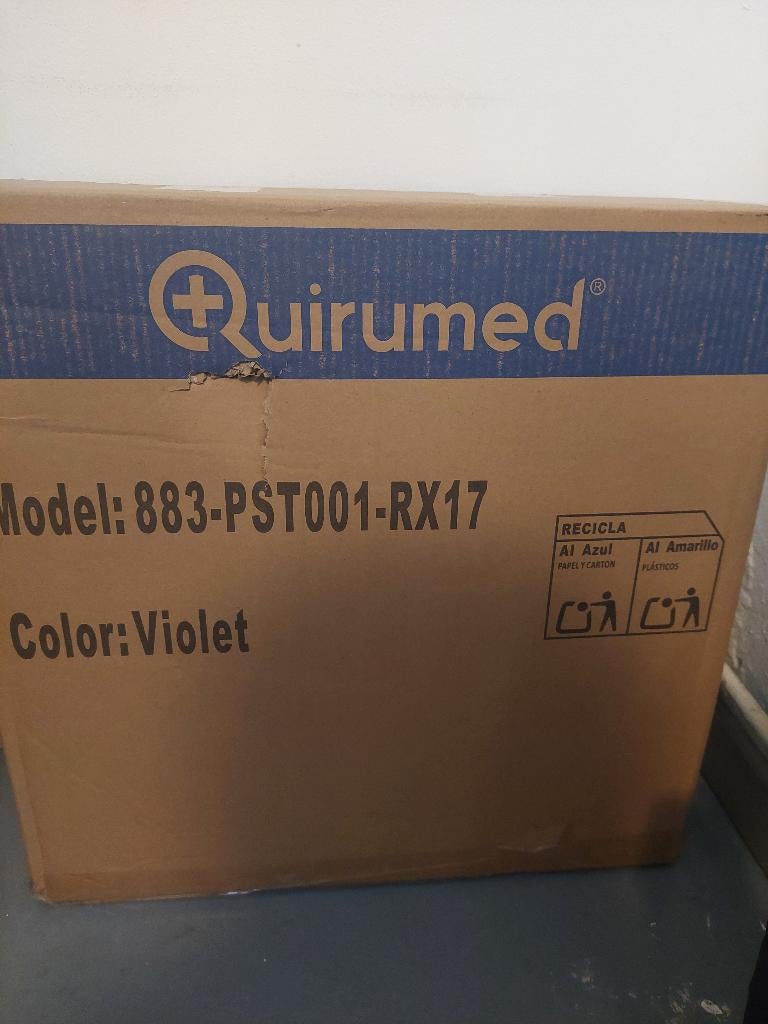 Quirumed®
Model: 883-PST001-RX17
Color: Violet
RECICLA
Al Azul
PAPEL Y CARTON
Al Amarillo
PLÁSTICOS